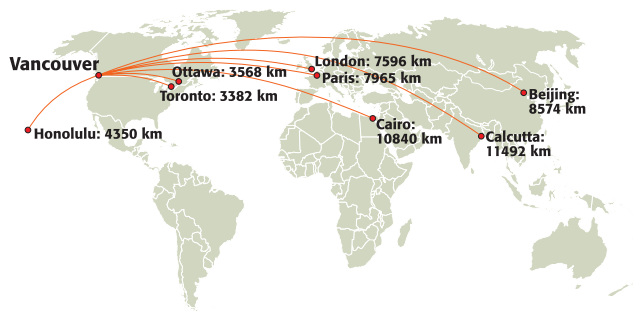 Vancouver
London: 7596 km
Ottawa: 3568 km
Paris: 7965 km
Toronto: 3382 km
Beijing:
8574 km
Cairo:
10840 km
Honolulu: 4350 km
Calcutta:
11492 km